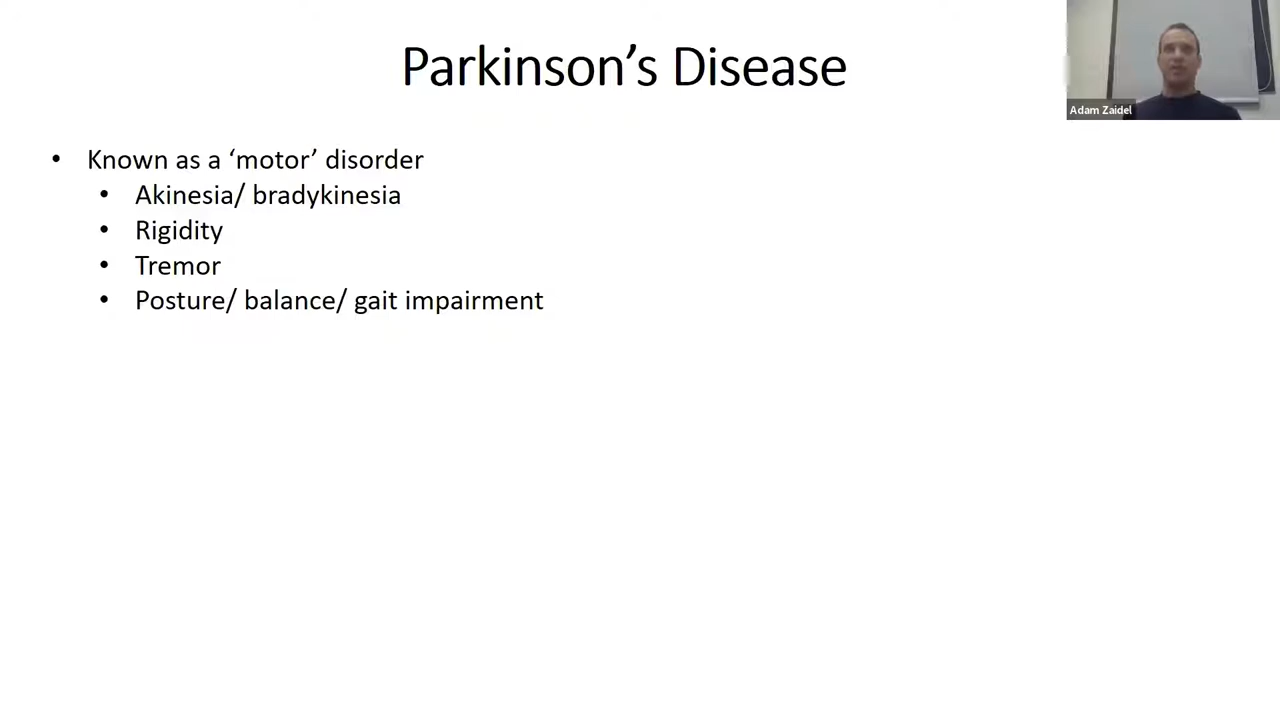 Parkinson’s Disease
Adam Zaidel
• Known as a ‘motor’ disorder
• Akinesia/ bradykinesia
• Rigidity
• Tremor
• Posture/ balance/ gait impairment